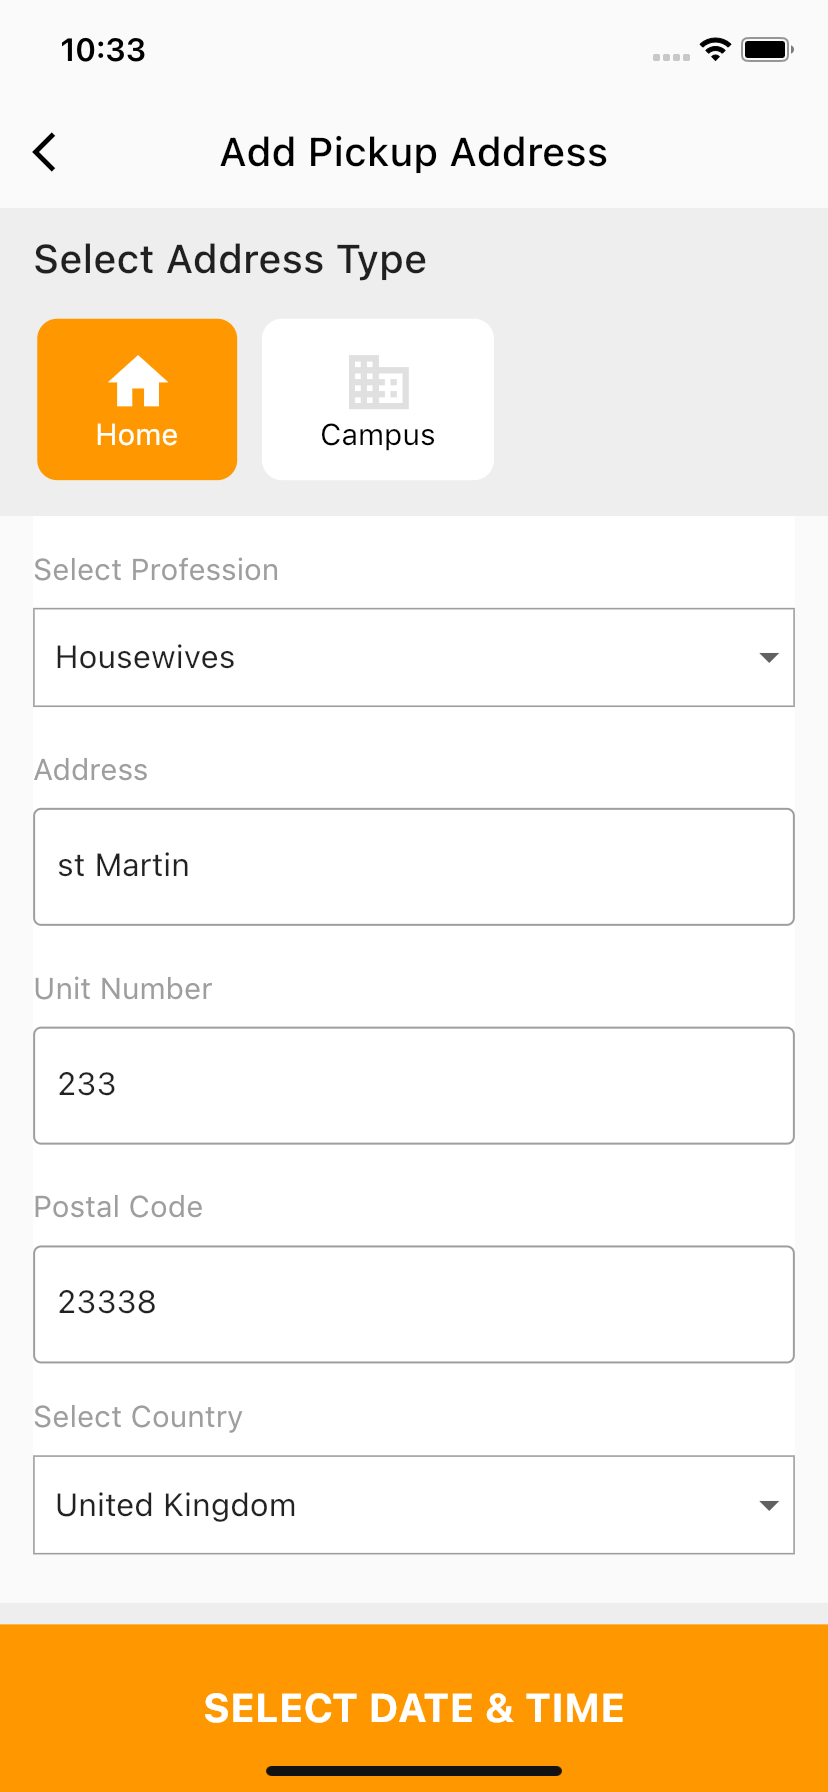 10:33
Add Pickup Address
Select Address Type
Home
Campus
Select Profession
Housewives
Address
st Martin
Unit Number
233
Postal Code
23338
Select Country
United Kingdom
SELECT DATE & TIME